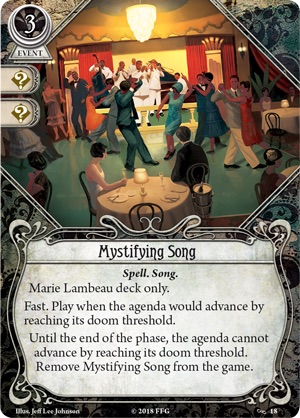 3
EVENT
?
?
Mystifying Song
Spell. Song.
Marie Lambeau deck only.
Fast. Play when the agenda would advance by
reaching its doom threshold.
Until the end of the phase, the agenda cannot
advance by reaching its doom threshold.
Remove Mystifying Song from the game.
Illus. Jeff Lee Johnson
© 2018 FFG
18